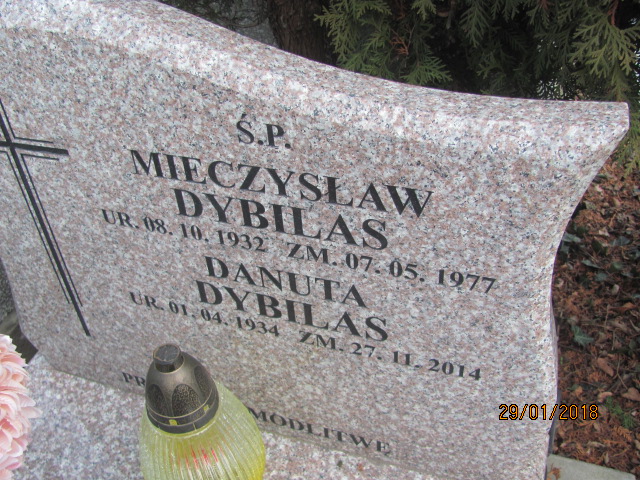 Ś.P.
MIECZYSŁAW
DYBILAS
UR. 08. 10. 1932 ZM. 07. 05. 1977
DANUTA
DYBILAS
UR. 01. 04. 1934 ZM. 27. 11. 2014
MODLITWĘ
29/01/2018